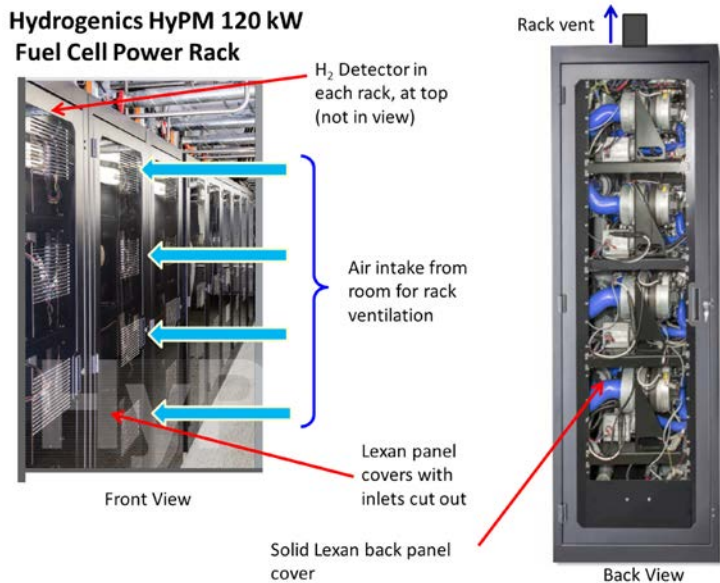 Hydrogenics HyPM 120 kW
Fuel Cell Power Rack
H₂ Detector in
each rack, at top
(not in view)
Rack vent
Air intake from
room for rack
ventilation
HyP
Lexan panel
covers with
inlets cut out
Front View
Solid Lexan back panel
cover
Back View